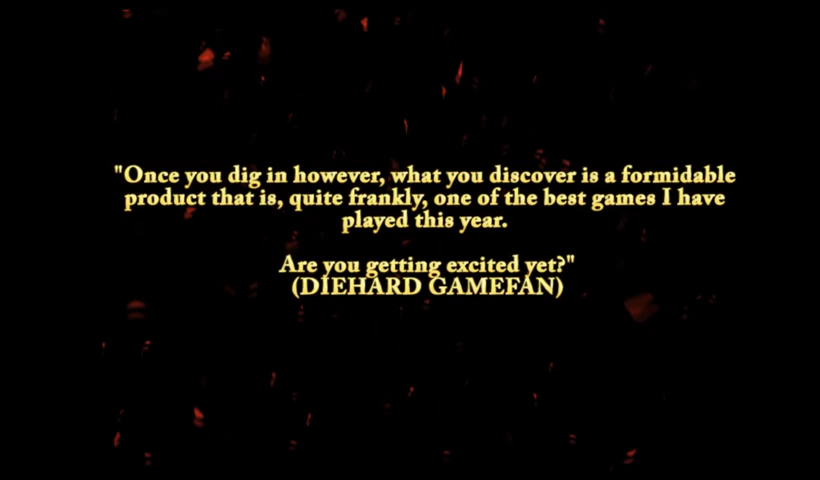 "Once you dig in however, what you discover is a formidable
product that is, quite frankly, one of the best games I have
played this year.
Are you getting excited yet?"
(DIEHARD GAMEFAN)